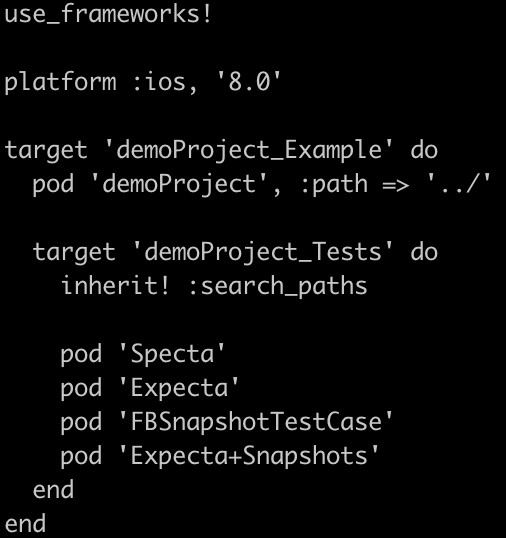 use_frameworks!

platform :ios, '8.0'

target 'demoProject_Example' do
  pod 'demoProject', :path => '../'

  target 'demoProject_Tests' do
    inherit! :search_paths

    pod 'Specta'
    pod 'Expecta'
    pod 'FBSnapshotTestCase'
    pod 'Expecta+Snapshots'
  end
end